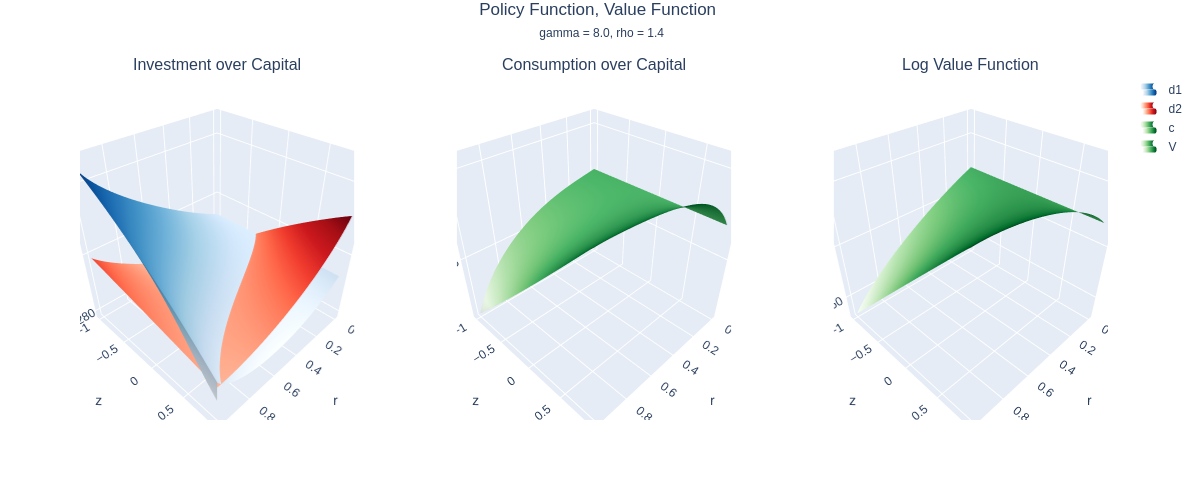 Policy Function, Value Function
gamma = 8.0, rho = 1.4
Investment over Capital
Consumption over Capital
Log Value Function
d1
d2
c
V
−1
−0.5
0
0.5
z
0
0.2
0.4
0.6
0.8
r
−1
−0.5
0
0.5
z
0
0.2
0.4
0.6
0.8
r
−1
−0.5
0
0.5
z
0
0.2
0.4
0.6
0.8
r